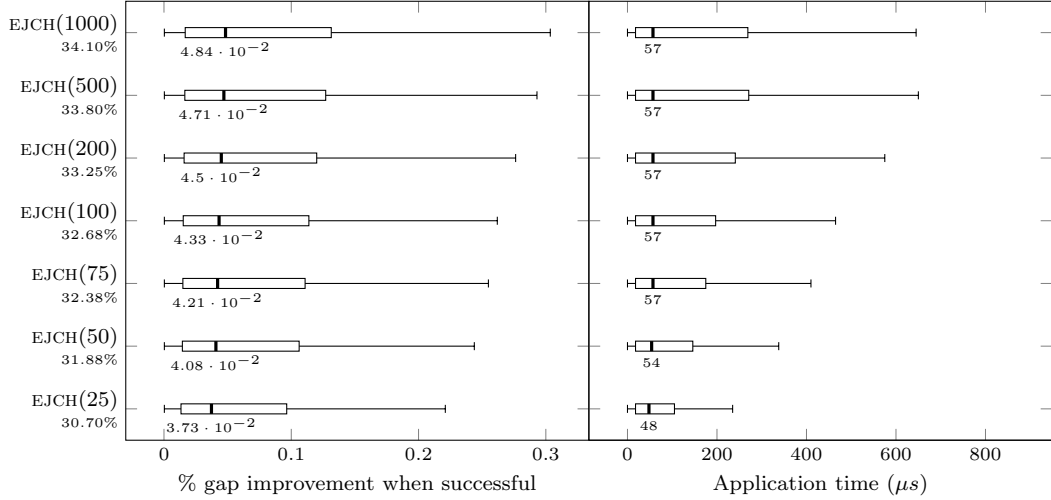 EJCH(1000)
34.10%
4.84 · 10⁻²
57
EJCH(500)
33.80%
4.71 · 10⁻²
57
EJCH(200)
33.25%
4.5 · 10⁻²
57
EJCH(100)
32.68%
4.33 · 10⁻²
57
EJCH(75)
32.38%
4.21 · 10⁻²
57
EJCH(50)
31.88%
4.08 · 10⁻²
54
EJCH(25)
30.70%
3.73 · 10⁻²
48
0 0.1 0.2 0.3
0 200 400 600 800
% gap improvement when successful
Application time (μs)